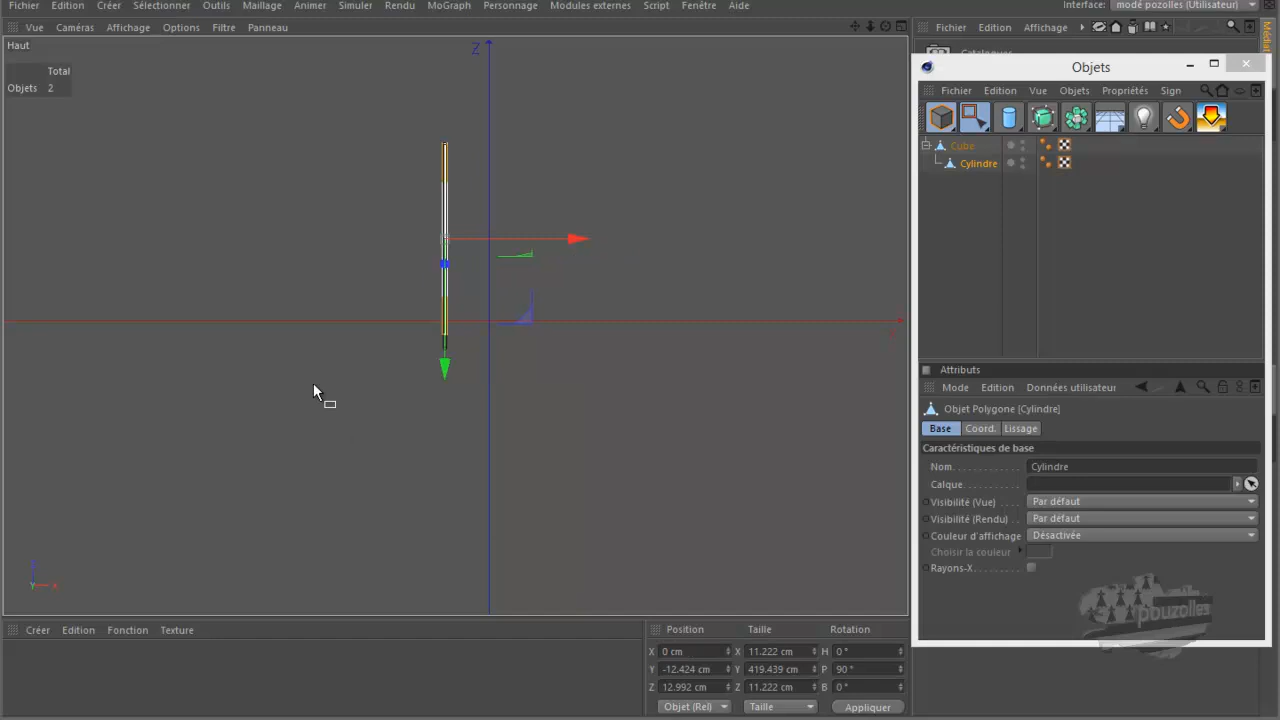 Fichier Edition Créer Sélectionner Outils Maillage Animer Simuler Rendu MoGraph Personnage Modules externes Script Fenêtre Aide
Interface: modé pozolles (Utilisateur)
Vue Caméras Affichage Options Filtre Panneau
Fichier Edition Affichage
Haut
Z
Total
Objets 2
Objets
Fichier Edition Vue Objets Propriétés Sign
Cube
Cylindre
Attributs
Mode Edition Données utilisateur
Objet Polygone [Cylindre]
Base Coord. Lissage
Caractéristiques de base
Nom Cylindre
Calque
Visibilité (Vue) Par défaut
Visibilité (Rendu) Par défaut
Couleur d'affichage Désactivée
Choisir la couleur
Rayons-X
pouzolles
Y X
Créer Edition Fonction Texture
Position Taille Rotation
X 0 cm X 11.222 cm H 0 °
Y -12.424 cm Y 419.439 cm P 90 °
Z 12.992 cm Z 11.222 cm B 0 °
Objet (Rel) Taille Appliquer